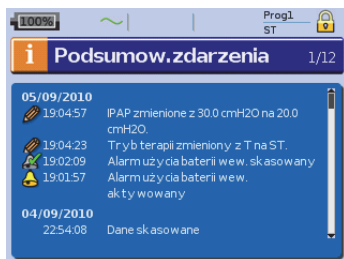 100%
Prog1
ST
i Podsumow.zdarzenia 1/12
05/09/2010
19:04:57 IPAP zmienione z 30.0 cmH2O na 20.0
cmH2O.
19:04:23 Tryb terapii zmieniony z T na ST.
19:02:09 Alarm użycia baterii wew. skasowany
19:01:57 Alarm użycia baterii wew.
aktywowany
04/09/2010
22:54:08 Dane skasowane